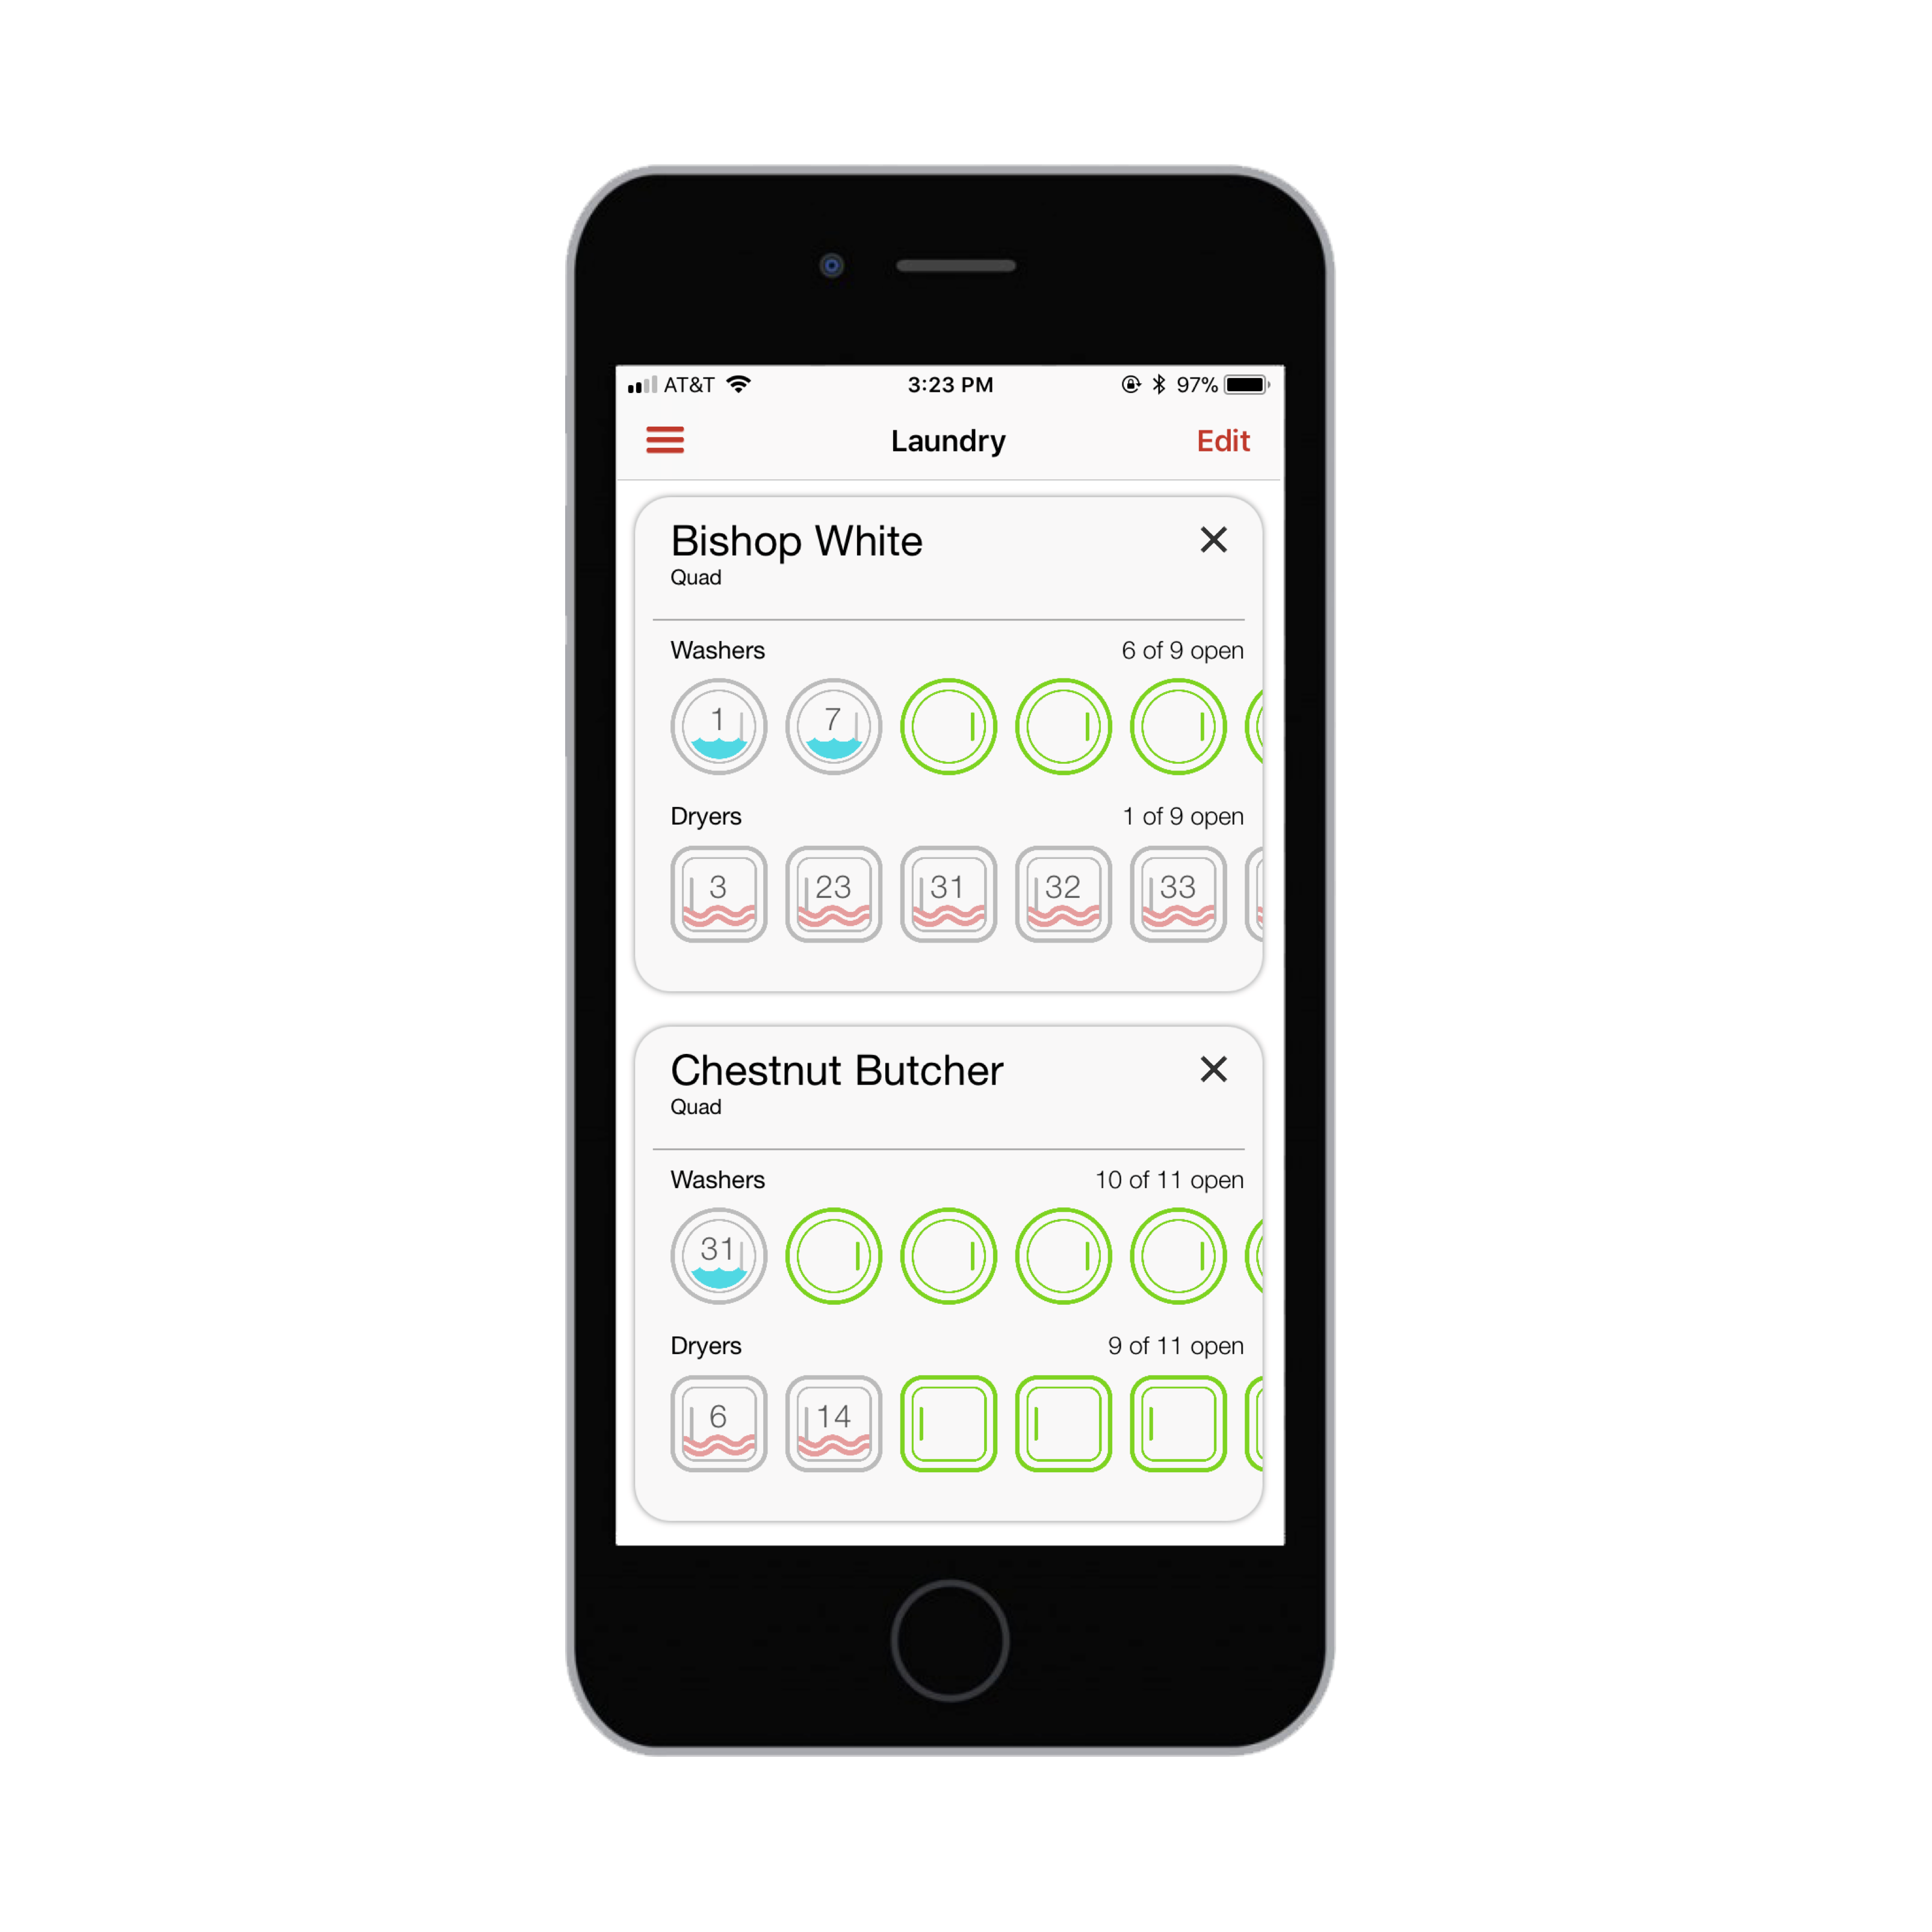 AT&T 3:23 PM 97%
Laundry Edit
Bishop White
Quad
Washers 6 of 9 open
1 7
Dryers 1 of 9 open
3 23 31 32 33
Chestnut Butcher
Quad
Washers 10 of 11 open
31
Dryers 9 of 11 open
6 14